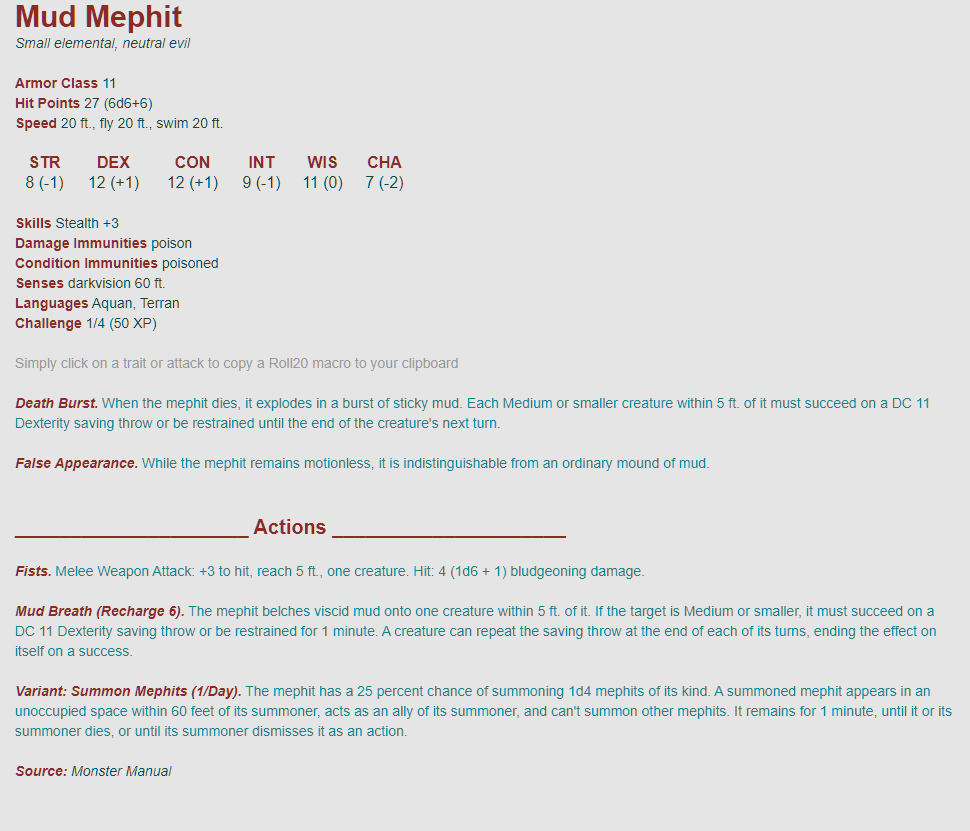 Mud Mephit
Small elemental, neutral evil
Armor Class 11
Hit Points 27 (6d6+6)
Speed 20 ft., fly 20 ft., swim 20 ft.
STR DEX CON INT WIS CHA
8 (-1) 12 (+1) 12 (+1) 9 (-1) 11 (0) 7 (-2)
Skills Stealth +3
Damage Immunities poison
Condition Immunities poisoned
Senses darkvision 60 ft.
Languages Aquan, Terran
Challenge 1/4 (50 XP)
Simply click on a trait or attack to copy a Roll20 macro to your clipboard
Death Burst. When the mephit dies, it explodes in a burst of sticky mud. Each Medium or smaller creature within 5 ft. of it must succeed on a DC 11
Dexterity saving throw or be restrained until the end of the creature's next turn.
False Appearance. While the mephit remains motionless, it is indistinguishable from an ordinary mound of mud.
_____________________ Actions _____________________
Fists. Melee Weapon Attack: +3 to hit, reach 5 ft., one creature. Hit: 4 (1d6 + 1) bludgeoning damage.
Mud Breath (Recharge 6). The mephit belches viscid mud onto one creature within 5 ft. of it. If the target is Medium or smaller, it must succeed on a
DC 11 Dexterity saving throw or be restrained for 1 minute. A creature can repeat the saving throw at the end of each of its turns, ending the effect on
itself on a success.
Variant: Summon Mephits (1/Day). The mephit has a 25 percent chance of summoning 1d4 mephits of its kind. A summoned mephit appears in an
unoccupied space within 60 feet of its summoner, acts as an ally of its summoner, and can't summon other mephits. It remains for 1 minute, until it or its
summoner dies, or until its summoner dismisses it as an action.
Source: Monster Manual